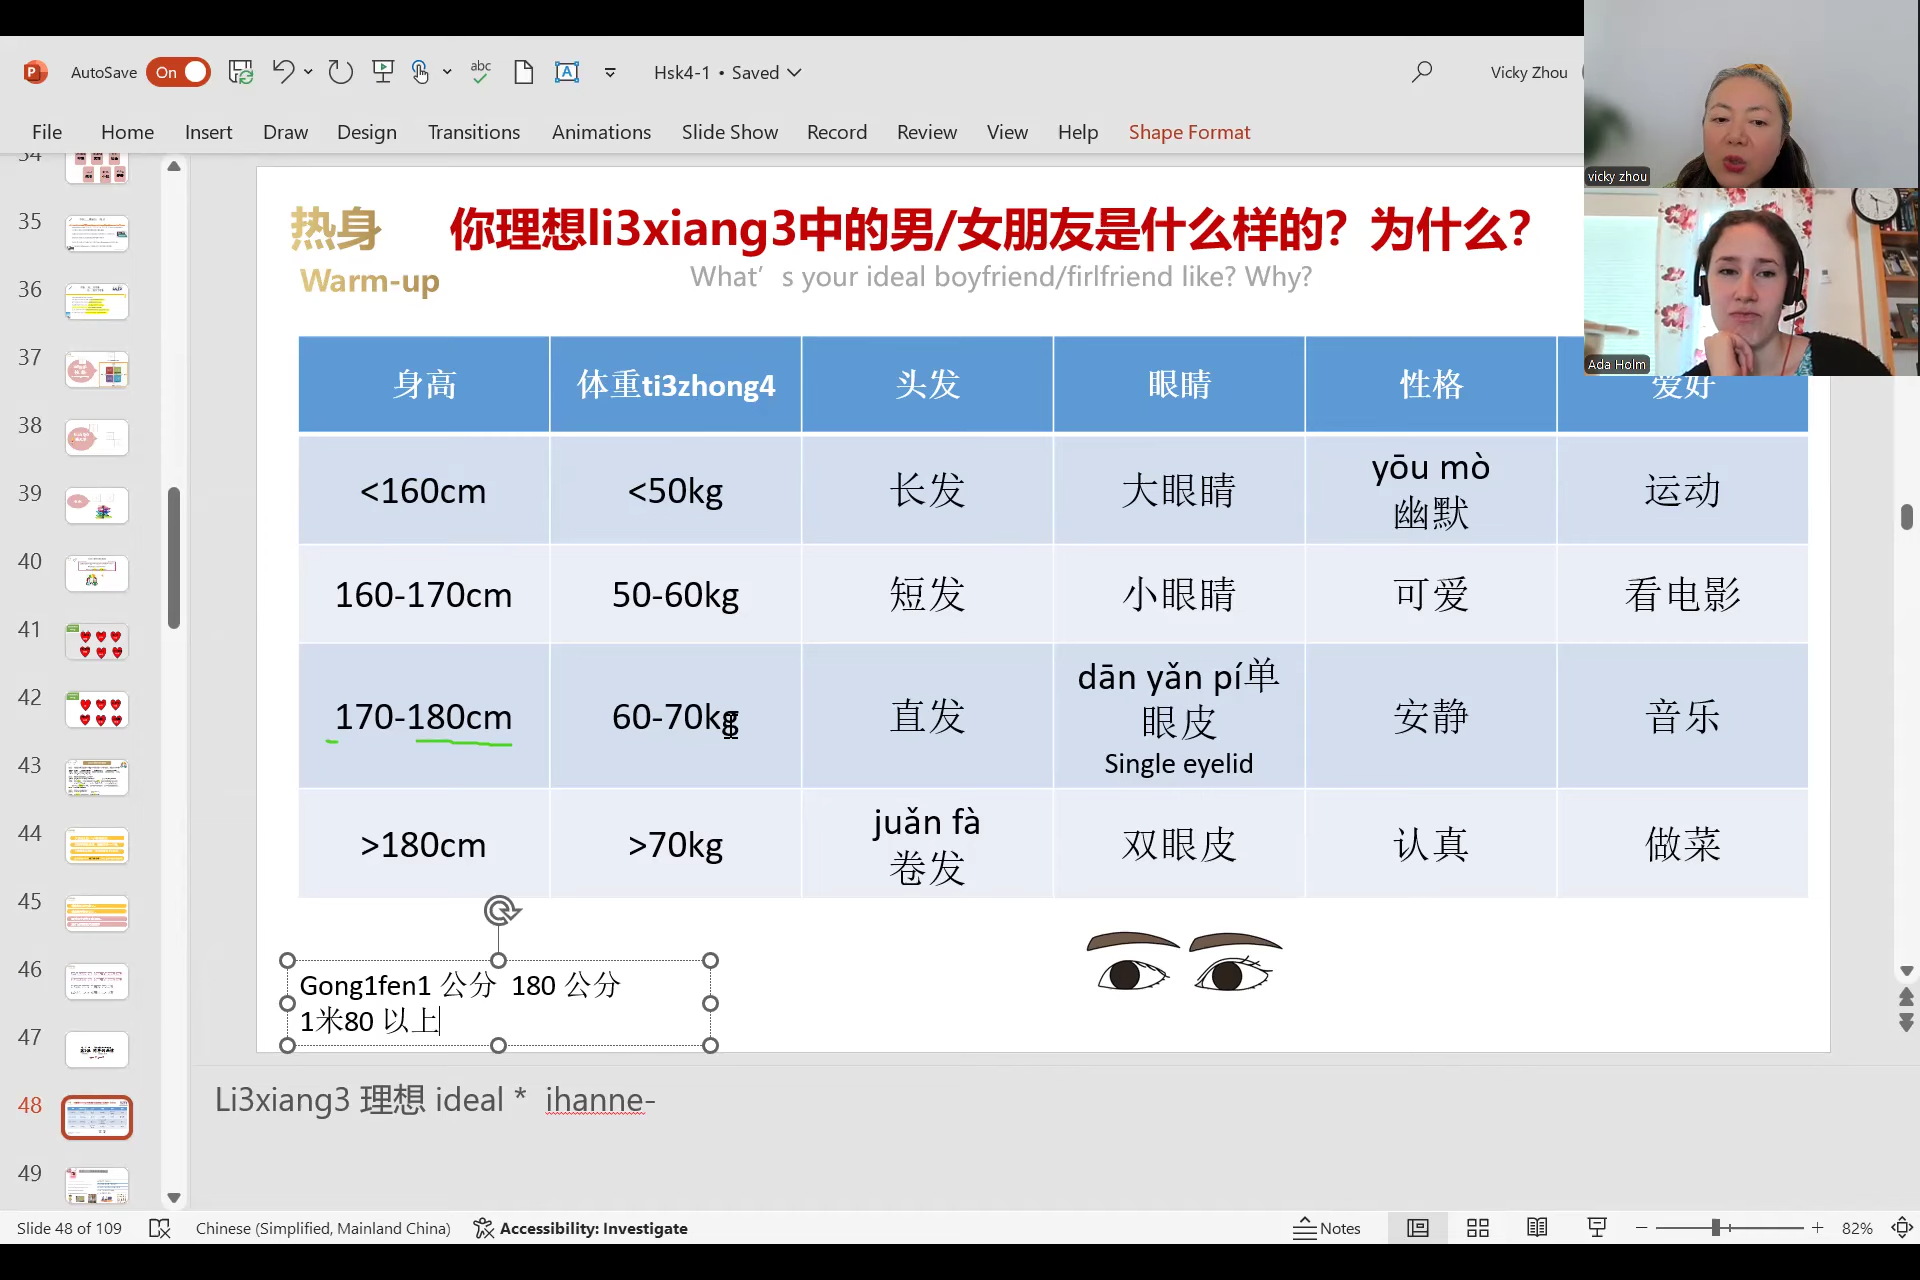 AutoSave On Hsk4-1 • Saved Vicky Zhou
File Home Insert Draw Design Transitions Animations Slide Show Record Review View Help Shape Format
vicky zhou
Ada Holm
34
35
36
37
38
39
40
41
42
43
44
45
46
47
48
49
热身 你理想li3xiang3中的男/女朋友是什么样的？为什么？
Warm-up What’s your ideal boyfriend/firlfriend like? Why?
身高 体重ti3zhong4 头发 眼睛 性格 爱好
<160cm <50kg 长发 大眼睛 yōu mò
幽默 运动
160-170cm 50-60kg 短发 小眼睛 可爱 看电影
170-180cm 60-70kg 直发 dān yǎn pí单
眼皮
Single eyelid 安静 音乐
>180cm >70kg juǎn fà
卷发 双眼皮 认真 做菜
Gong1fen1 公分 180 公分
1米80 以上
Li3xiang3 理想 ideal * ihanne-
Slide 48 of 109 Chinese (Simplified, Mainland China) Accessibility: Investigate Notes 82%